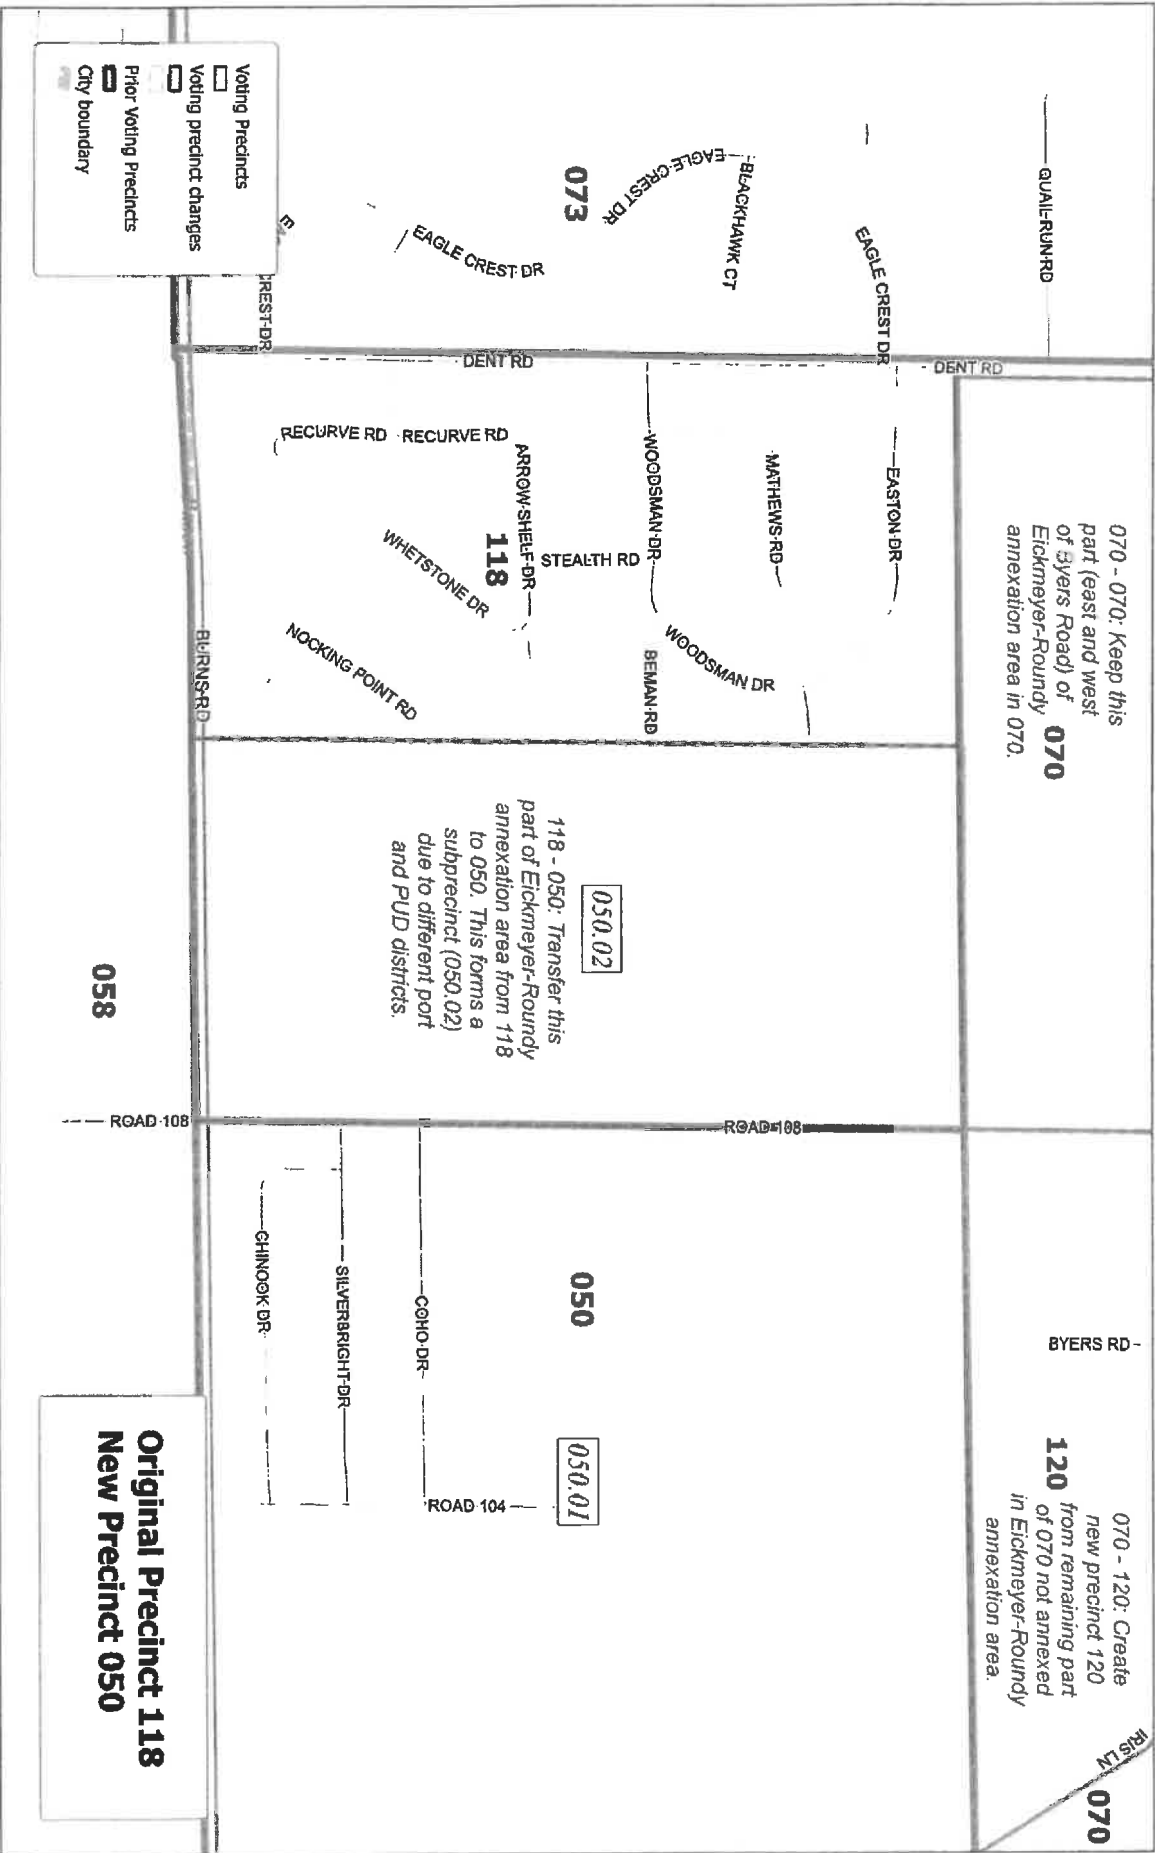 QUAIL RUN RD
EAGLE CREST DR
BLACKHAWK CT
EAGLE CREST DR
073
EAGLE CREST DR
CREST DR
DENT RD
DENT RD
070 - 070: Keep this
part (east and west
of Byers Road) of
Eickmeyer-Roundy
annexation area in 070.
070
EASTON DR
MATHEWS RD
WOODSMAN DR
WOODSMAN DR
BEMAN RD
STEALTH RD
ARROW SHELF DR
118
RECURVE RD
RECURVE RD
WHETSTONE DR
NOCKING POINT RD
BURNS RD
050.02
118 - 050: Transfer this
part of Eickmeyer-Roundy
annexation area from 118
to 050. This forms a
subprecinct (050.02)
due to different port
and PUD districts.
058
ROAD 108
ROAD 108
BYERS RD
070 - 120: Create
new precinct 120
from remaining part
of 070 not annexed
in Eickmeyer-Roundy
annexation area.
120
IRIS LN
070
050
050.01
ROAD 104
COHO DR
SILVERBRIGHT DR
CHINOOK DR
Voting Precincts
Voting precinct changes
Prior Voting Precincts
City boundary
Original Precinct 118
New Precinct 050